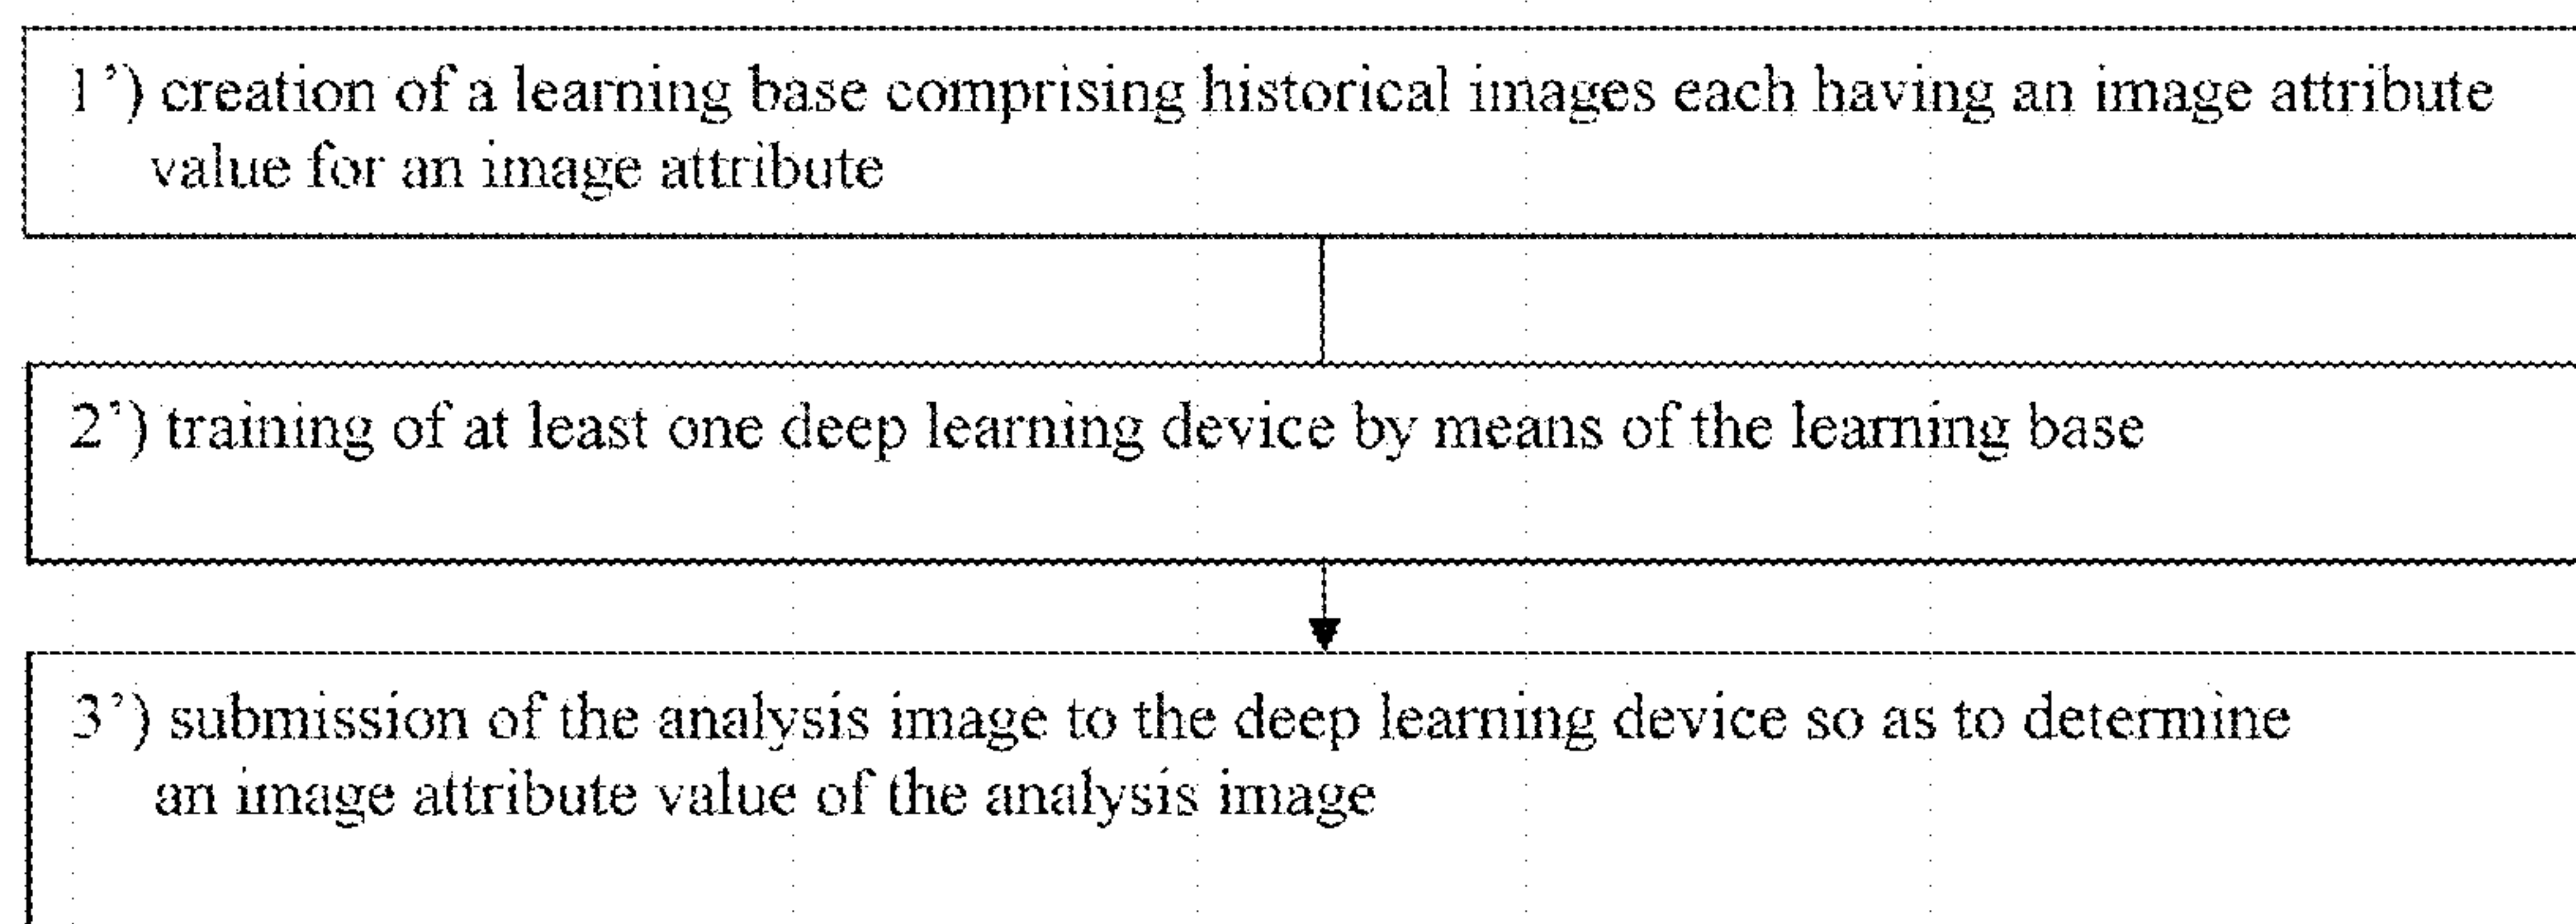 1’) creation of a learning base comprising historical images each having an image attribute
value for an image attribute
2’) training of at least one deep learning device by means of the learning base
3’) submission of the analysis image to the deep learning device so as to determine
an image attribute value of the analysis image